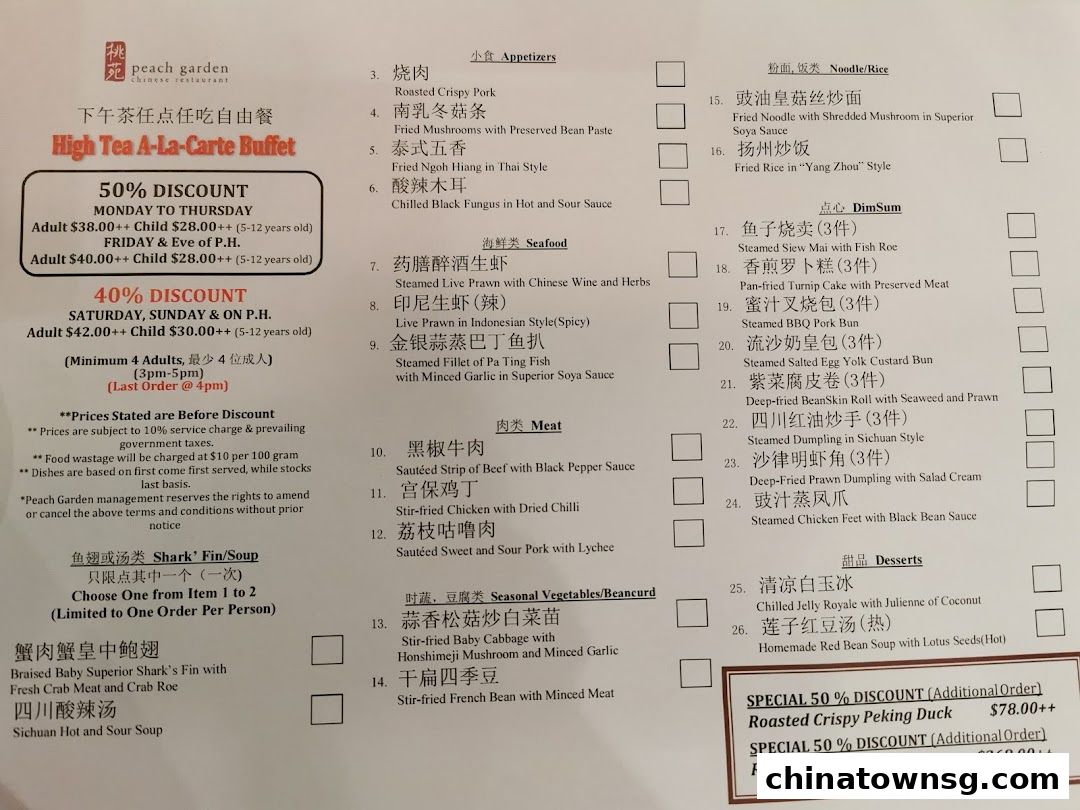 桃苑
peach garden
chinese restaurant
下午茶任点任吃自由餐
High Tea A-La-Carte Buffet
50% DISCOUNT
MONDAY TO THURSDAY
Adult $38.00++ Child $28.00++ (5-12 years old)
FRIDAY & Eve of P.H.
Adult $40.00++ Child $28.00++ (5-12 years old)
40% DISCOUNT
SATURDAY, SUNDAY & ON P.H.
Adult $42.00++ Child $30.00++ (5-12 years old)
(Minimum 4 Adults, 最少 4 位成人)
(3pm-5pm)
(Last Order @ 4pm)
**Prices Stated are Before Discount
** Prices are subject to 10% service charge & prevailing
government taxes.
** Food wastage will be charged at $10 per 100 gram
** Dishes are based on first come first served, while stocks
last basis.
*Peach Garden management reserves the rights to amend
or cancel the above terms and conditions without prior
notice
鱼翅或汤类 Shark' Fin/Soup
只限点其中一个（一次）
Choose One from Item 1 to 2
(Limited to One Order Per Person)
蟹肉蟹皇中鲍翅
Braised Baby Superior Shark's Fin with
Fresh Crab Meat and Crab Roe
四川酸辣汤
Sichuan Hot and Sour Soup
小食 Appetizers
3. 烧肉
Roasted Crispy Pork
4. 南乳冬菇条
Fried Mushrooms with Preserved Bean Paste
5. 泰式五香
Fried Ngoh Hiang in Thai Style
6. 酸辣木耳
Chilled Black Fungus in Hot and Sour Sauce
海鲜类 Seafood
7. 药膳醉酒生虾
Steamed Live Prawn with Chinese Wine and Herbs
8. 印尼生虾(辣)
Live Prawn in Indonesian Style(Spicy)
9. 金银蒜蒸巴丁鱼扒
Steamed Fillet of Pa Ting Fish
with Minced Garlic in Superior Soya Sauce
肉类 Meat
10. 黑椒牛肉
Sautéed Strip of Beef with Black Pepper Sauce
11. 宫保鸡丁
Stir-fried Chicken with Dried Chilli
12. 荔枝咕噜肉
Sautéed Sweet and Sour Pork with Lychee
时蔬，豆腐类 Seasonal Vegetables/Beancurd
13. 蒜香松菇炒白菜苗
Stir-fried Baby Cabbage with
Honshimeji Mushroom and Minced Garlic
14. 干扁四季豆
Stir-fried French Bean with Minced Meat
粉面,饭类 Noodle/Rice
15. 豉油皇菇丝炒面
Fried Noodle with Shredded Mushroom in Superior
Soya Sauce
16. 扬州炒饭
Fried Rice in "Yang Zhou" Style
点心 DimSum
17. 鱼子烧卖(3件)
Steamed Siew Mai with Fish Roe
18. 香煎罗卜糕(3件)
Pan-fried Turnip Cake with Preserved Meat
19. 蜜汁叉烧包(3件)
Steamed BBQ Pork Bun
20. 流沙奶皇包(3件)
Steamed Salted Egg Yolk Custard Bun
21. 紫菜腐皮卷(3件)
Deep-fried BeanSkin Roll with Seaweed and Prawn
22. 四川红油炒手(3件)
Steamed Dumpling in Sichuan Style
23. 沙律明虾角(3件)
Deep-Fried Prawn Dumpling with Salad Cream
24. 豉汁蒸凤爪
Steamed Chicken Feet with Black Bean Sauce
甜品 Desserts
25. 清凉白玉冰
Chilled Jelly Royale with Julienne of Coconut
26. 莲子红豆汤(热)
Homemade Red Bean Soup with Lotus Seeds(Hot)
SPECIAL 50 % DISCOUNT (Additional Order)
Roasted Crispy Peking Duck $78.00++
SPECIAL 50 % DISCOUNT (Additional Order)
chinatownsg.com